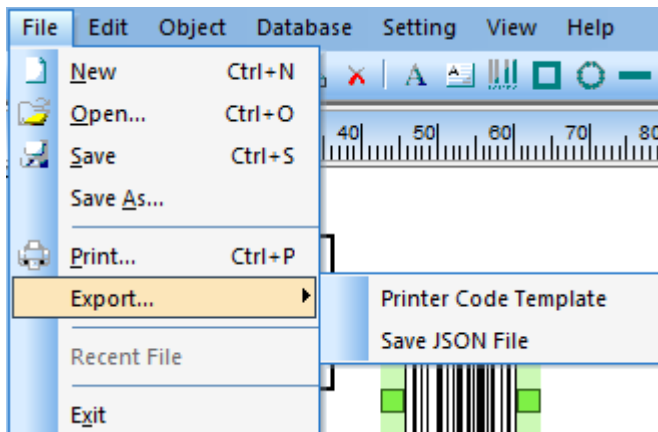 File Edit Object Database Setting View Help
New Ctrl+N
Open... Ctrl+O
Save Ctrl+S
40 50 60 70 80
Save As...
Print... Ctrl+P
Export...
Printer Code Template
Save JSON File
Recent File
Exit